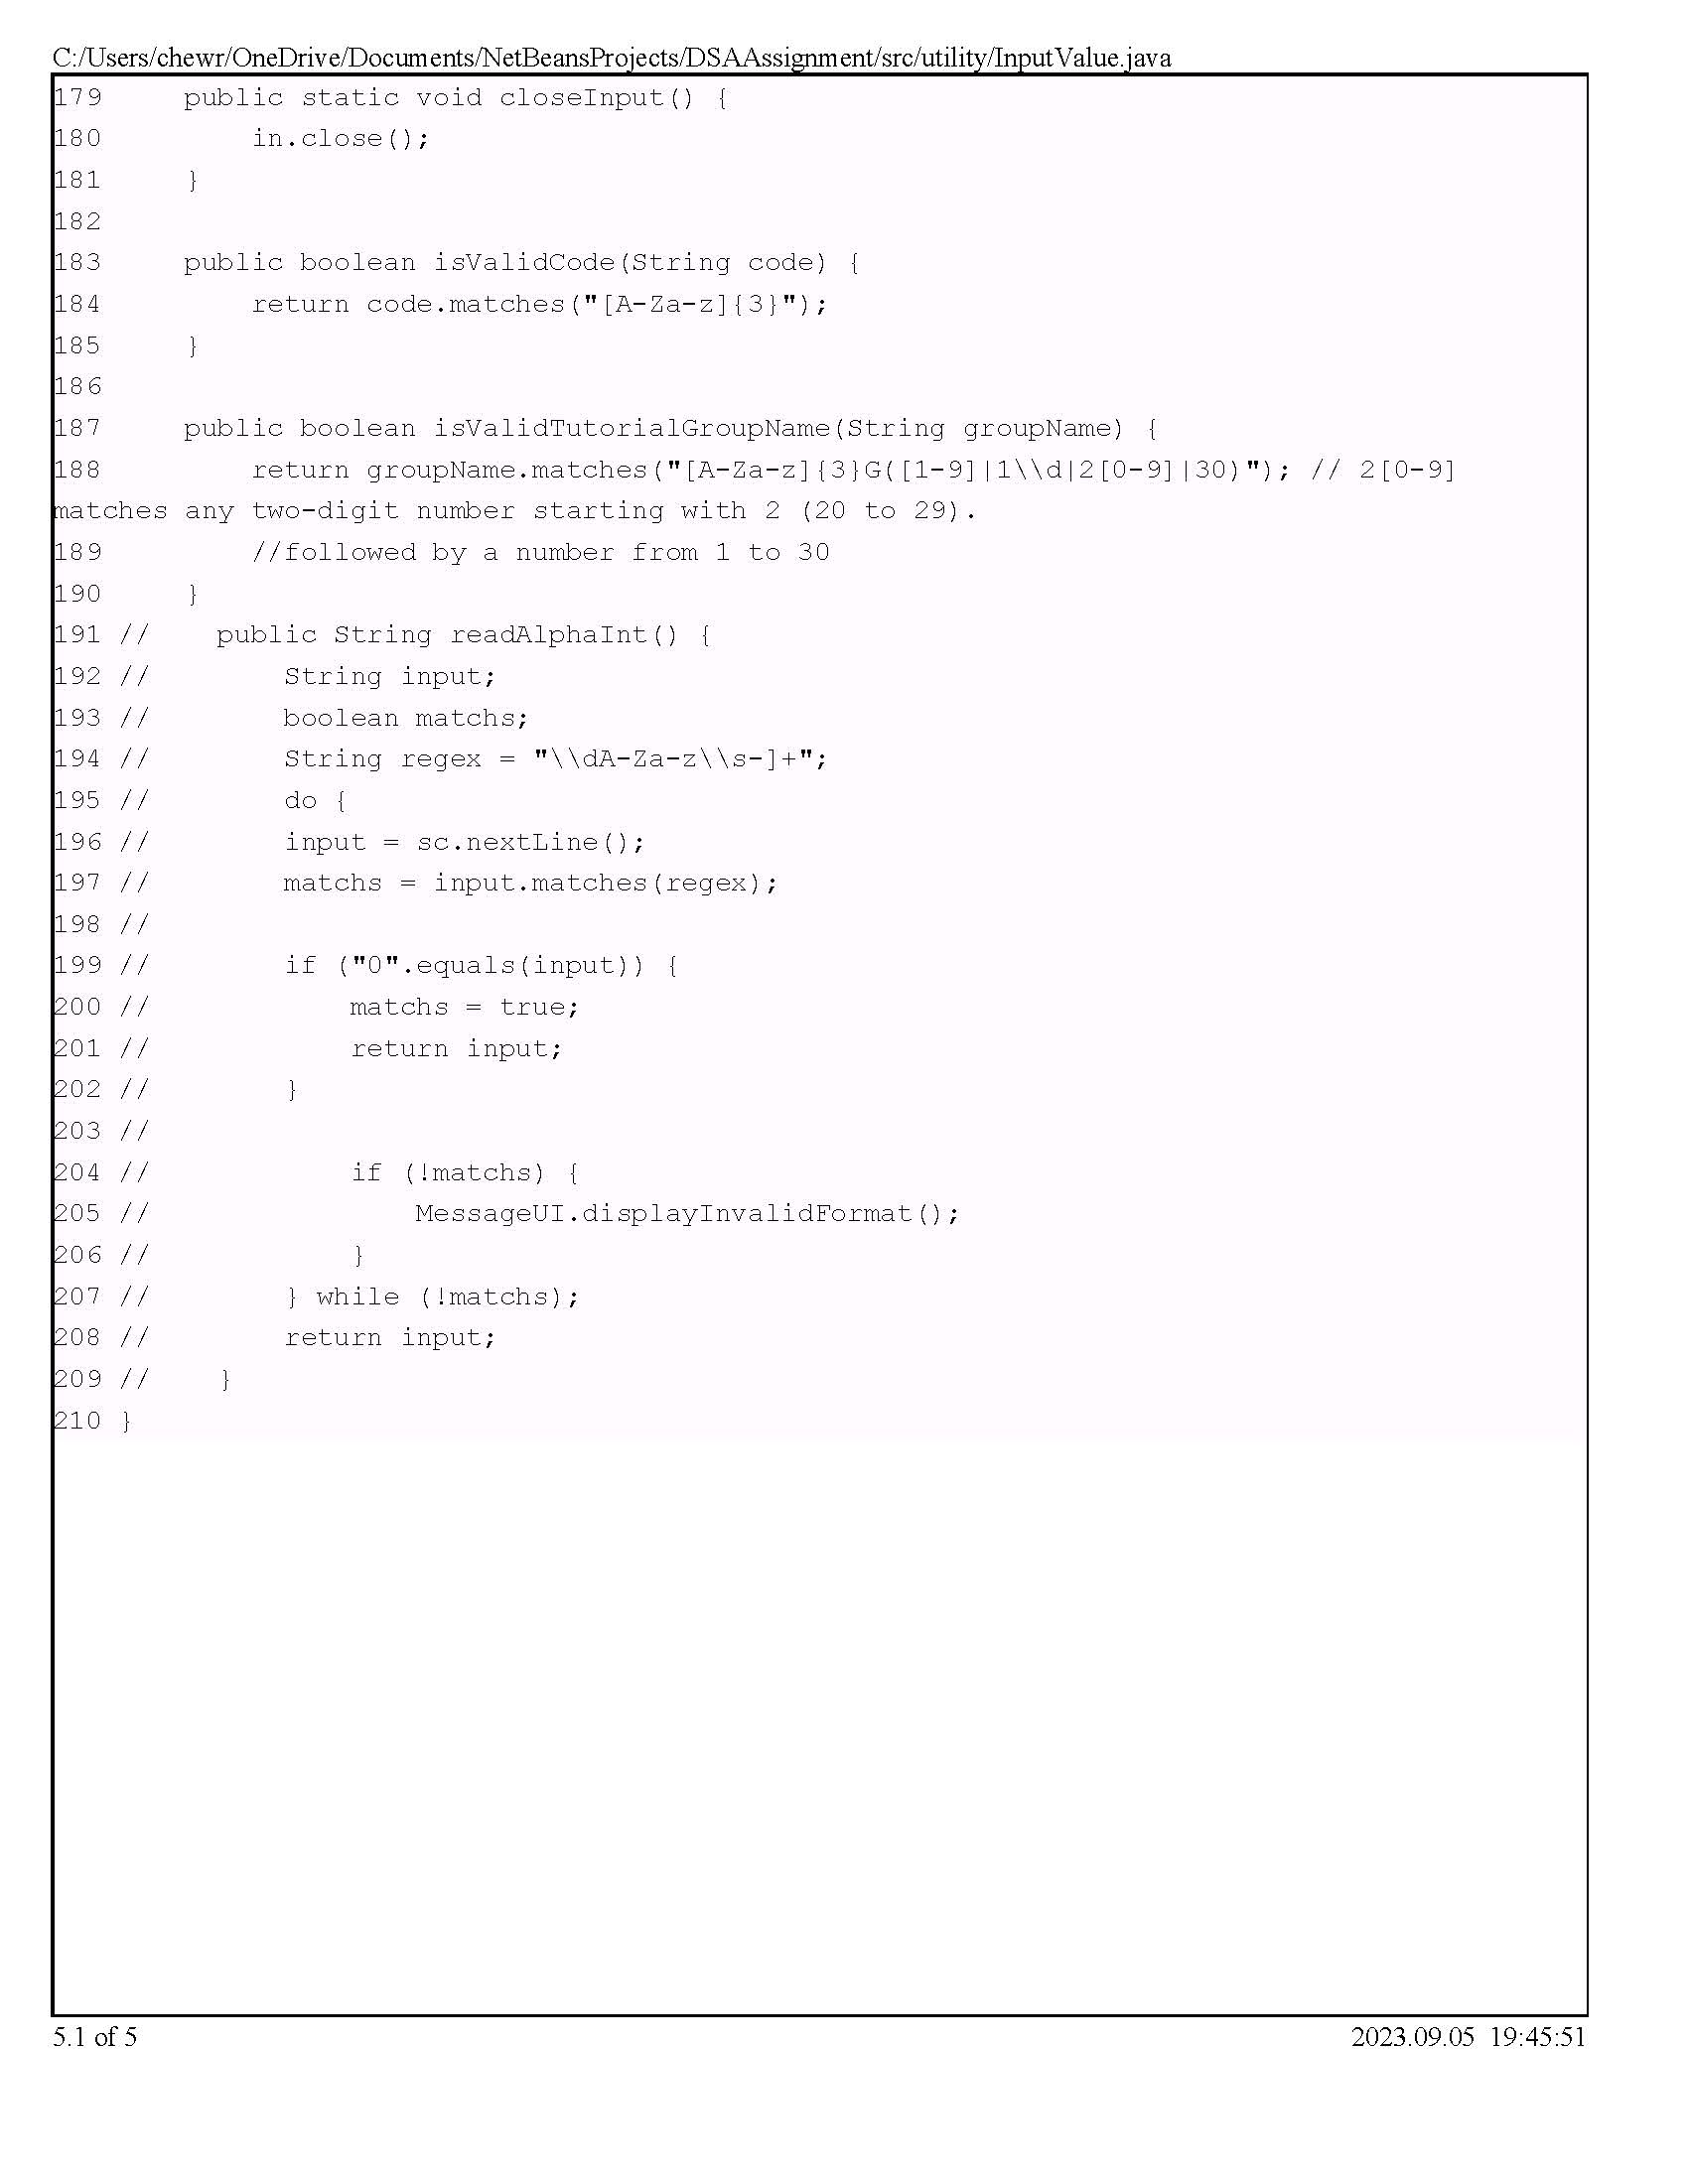 C:/Users/chewr/OneDrive/Documents/NetBeansProjects/DSAAssignment/src/utility/InputValue.java
179     public static void closeInput() {
180         in.close();
181     }
182
183     public boolean isValidCode(String code) {
184         return code.matches("[A-Za-z]{3}");
185     }
186
187     public boolean isValidTutorialGroupName(String groupName) {
188         return groupName.matches("[A-Za-z]{3}G([1-9]|1\\d|2[0-9]|30)"); // 2[0-9]
matches any two-digit number starting with 2 (20 to 29).
189         //followed by a number from 1 to 30
190     }
191 //    public String readAlphaInt() {
192 //        String input;
193 //        boolean matchs;
194 //        String regex = "\\dA-Za-z\\s-]+";
195 //        do {
196 //        input = sc.nextLine();
197 //        matchs = input.matches(regex);
198 //
199 //        if ("0".equals(input)) {
200 //            matchs = true;
201 //            return input;
202 //        }
203 //
204 //            if (!matchs) {
205 //                MessageUI.displayInvalidFormat();
206 //            }
207 //        } while (!matchs);
208 //        return input;
209 //    }
210 }
5.1 of 5
2023.09.05  19:45:51